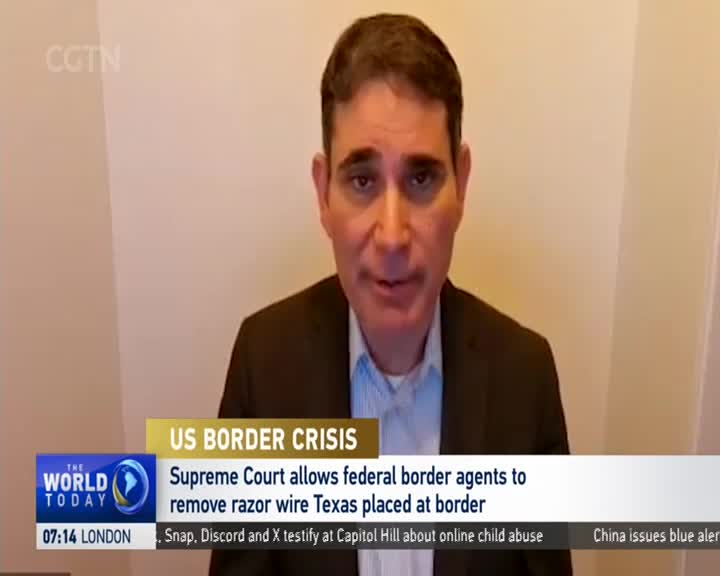 CGTN
US BORDER CRISIS
Supreme Court allows federal border agents to
remove razor wire Texas placed at border
THE
WORLD
TODAY
07:14 LONDON
Snap, Discord and X testify at Capitol Hill about online child abuse
China issues blue aler